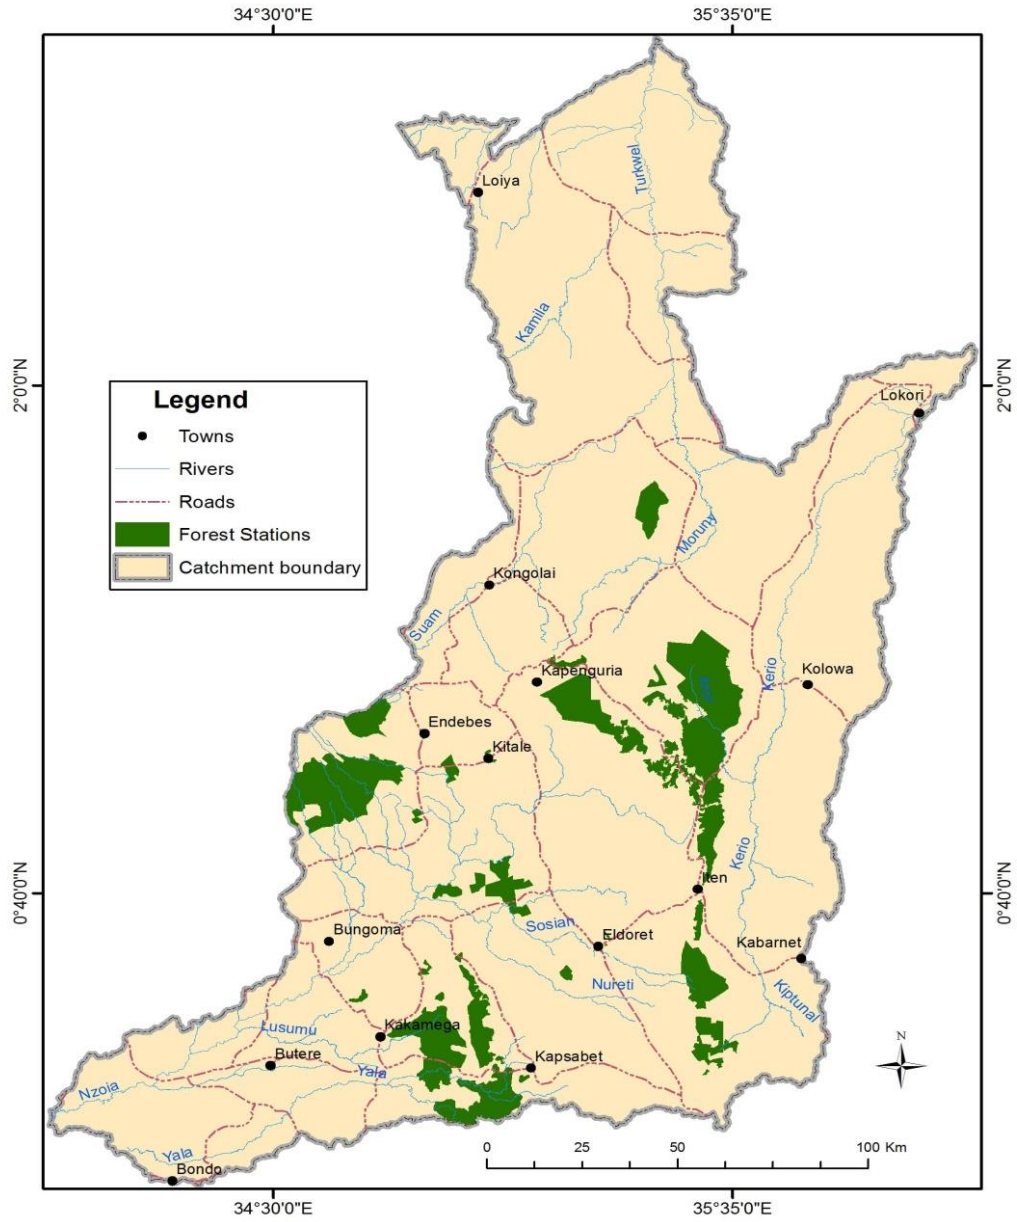 34°30'0"E
35°35'0"E
Turkwel
Loiya
Kamila
2°0'0"N
2°0'0"N
Lokori
Legend
Towns
Rivers
Roads
Forest Stations
Catchment boundary
Moruny
Kongolai
Suam
Kapenguria
Kerio
Kolowa
Endebes
Kitale
Kerio
0°40'0"N
0°40'0"N
Iten
Sosian
Bungoma
Eldoret
Kabarnet
Nureti
Kiptunal
Lusumu
Kakamega
N
Butere
Yala
Kapsabet
Nzoia
Yala
Bondo
0 25 50 100 Km
34°30'0"E
35°35'0"E